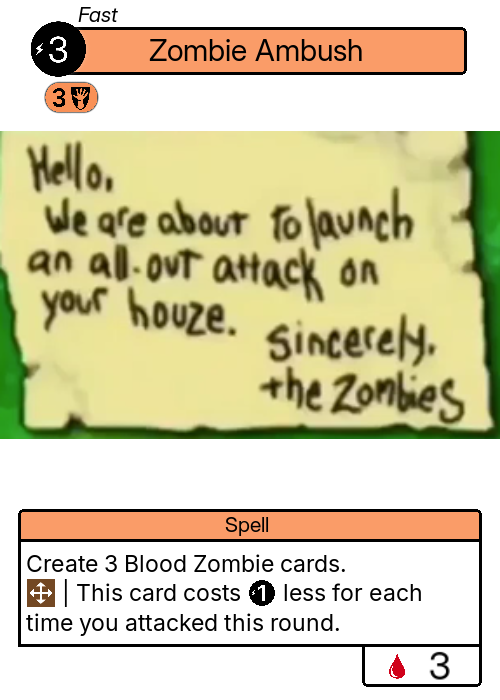 Fast
3
Zombie Ambush
3
Hello,
We are about to launch
an all-out attack on
your houze.
Sincerely,
the Zombies
Spell
Create 3 Blood Zombie cards.
| This card costs 1 less for each
time you attacked this round.
3